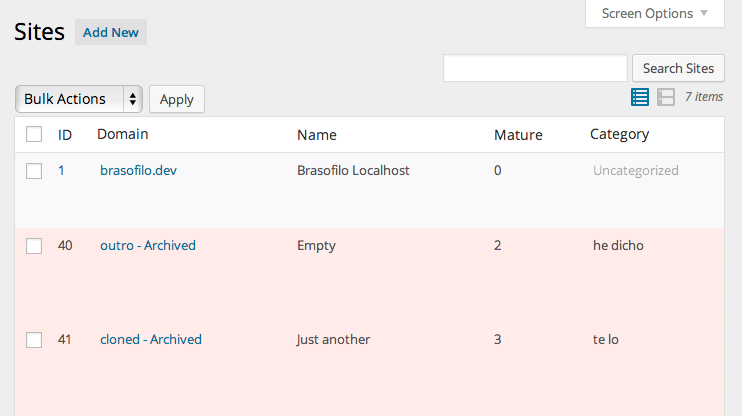 Screen Options
Sites Add New
Search Sites
Bulk Actions Apply 7 items
ID Domain Name Mature Category
1 brasofilo.dev Brasofilo Localhost 0 Uncategorized
40 outro - Archived Empty 2 he dicho
41 cloned - Archived Just another 3 te lo